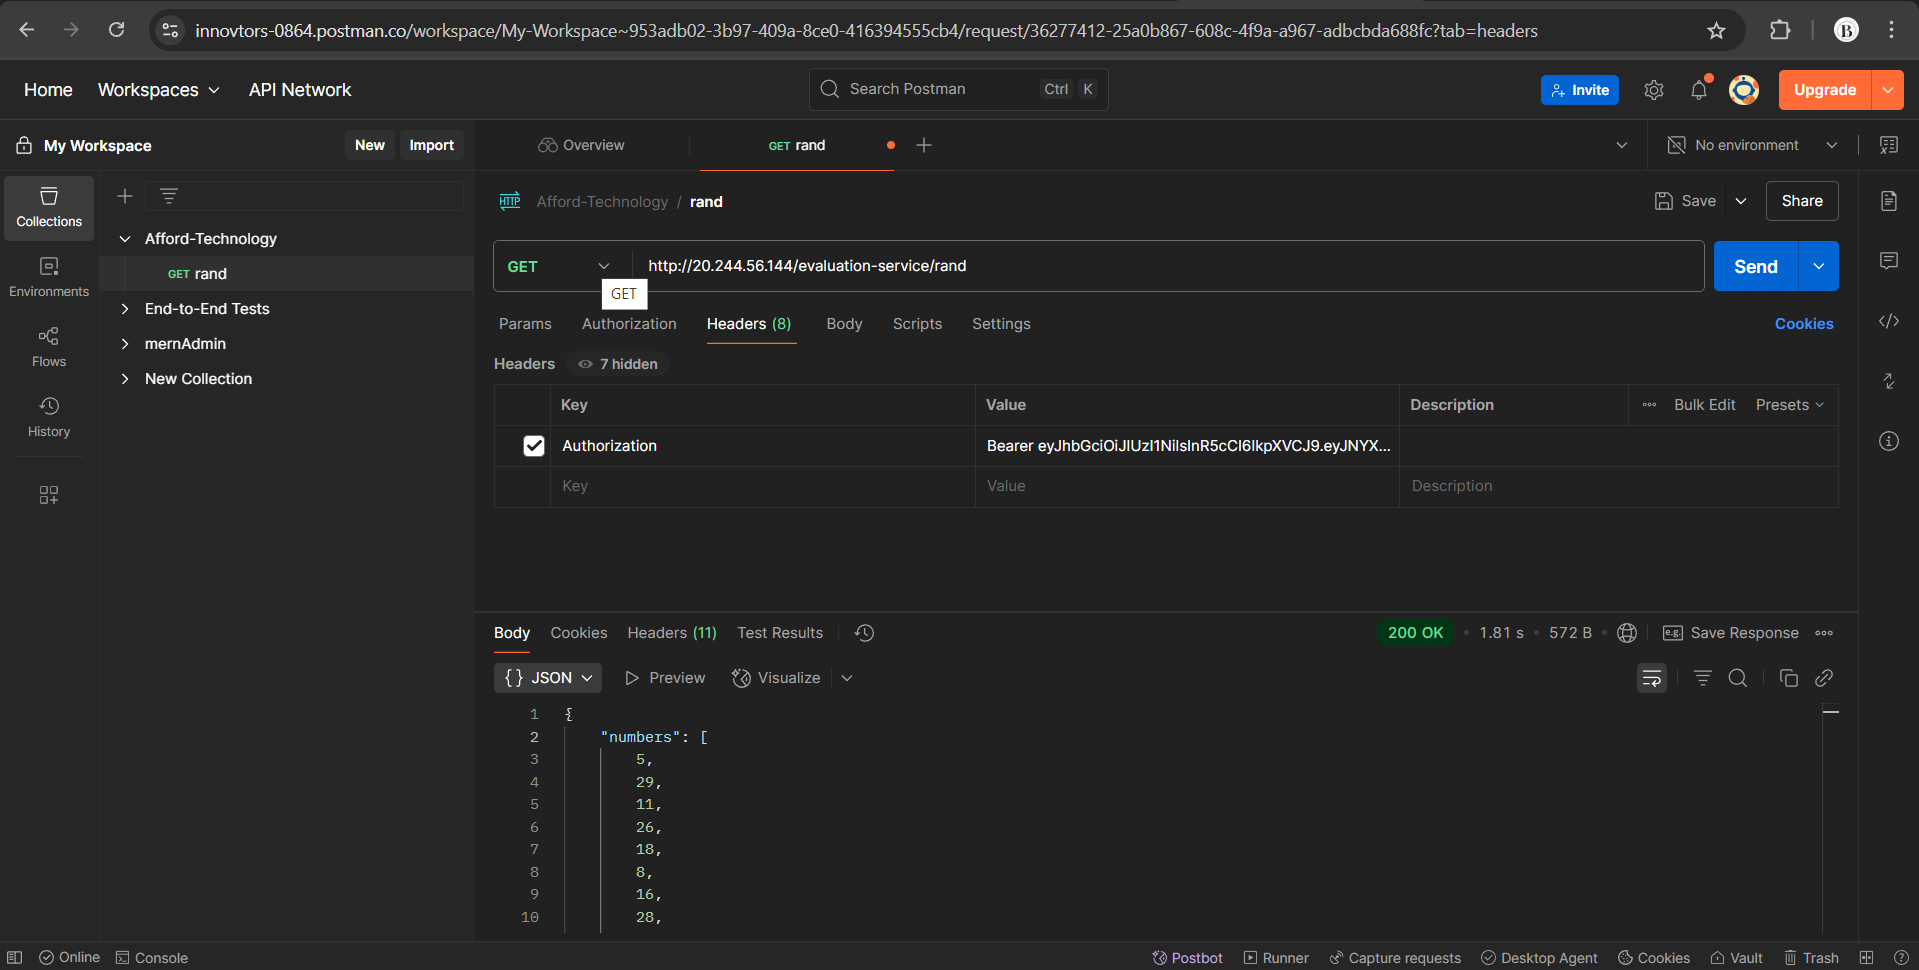 innovtors-0864.postman.co/workspace/My-Workspace~953adb02-3b97-409a-8ce0-416394555cb4/request/36277412-25a0b867-608c-4f9a-a967-adbcbda688fc?tab=headers
B
Home Workspaces API Network Search Postman Ctrl K Invite Upgrade
My Workspace New Import Overview GET rand No environment
Collections
Environments
Flows
History
Afford-Technology
GET rand
End-to-End Tests
mernAdmin
New Collection
HTTP Afford-Technology / rand Save Share
GET http://20.244.56.144/evaluation-service/rand Send
GET
Params Authorization Headers (8) Body Scripts Settings Cookies
Headers 7 hidden
Key Value Description Bulk Edit Presets
Authorization Bearer eyJhbGciOiJIUzI1NiIsInR5cCI6IkpXVCJ9.eyJNYX...
Key Value Description
Body Cookies Headers (11) Test Results 200 OK 1.81 s 572 B e.g. Save Response
{} JSON Preview Visualize
1 {
2 "numbers": [
3 5,
4 29,
5 11,
6 26,
7 18,
8 8,
9 16,
10 28,
Online Console Postbot Runner Capture requests Desktop Agent Cookies Vault Trash